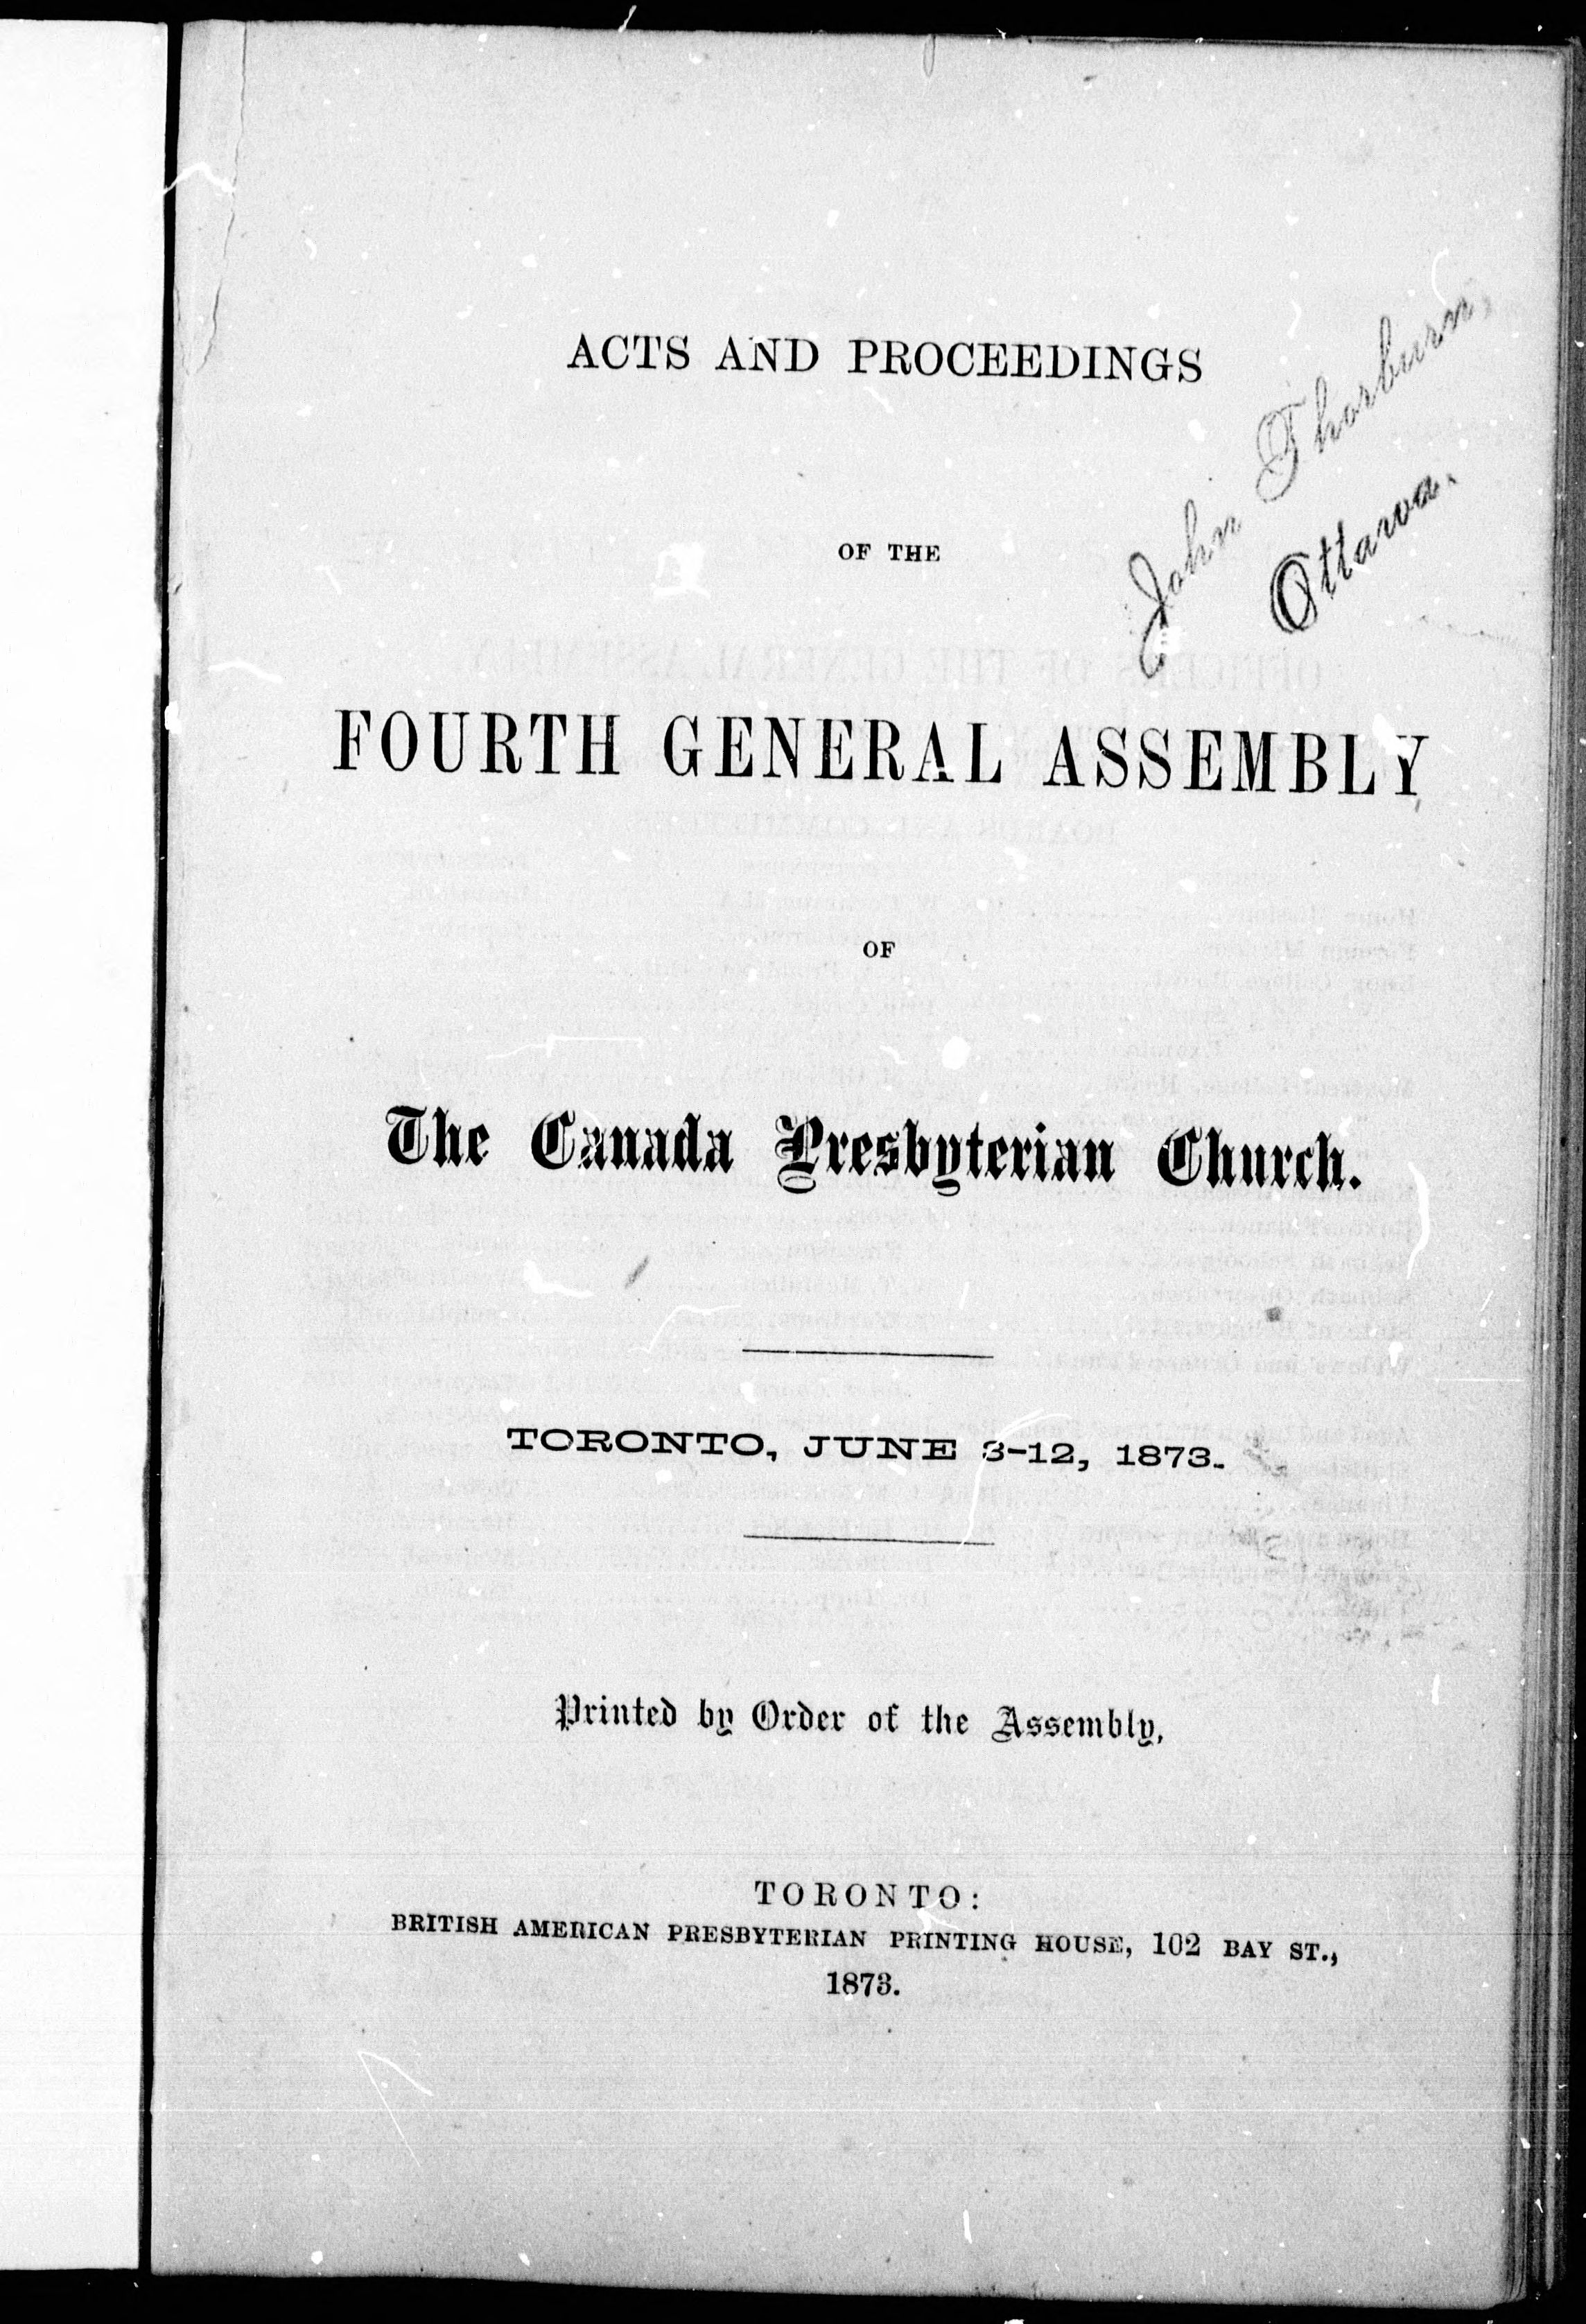 ACTS AND PROCEEDINGS
John Thorburn,
Ottawa.
OF THE
FOURTH GENERAL ASSEMBLY
OF
The Canada Presbyterian Church.
TORONTO, JUNE 3-12, 1873.
Printed by Order of the Assembly,
TORONTO:
BRITISH AMERICAN PRESBYTERIAN PRINTING HOUSE, 102 BAY ST.,
1873.